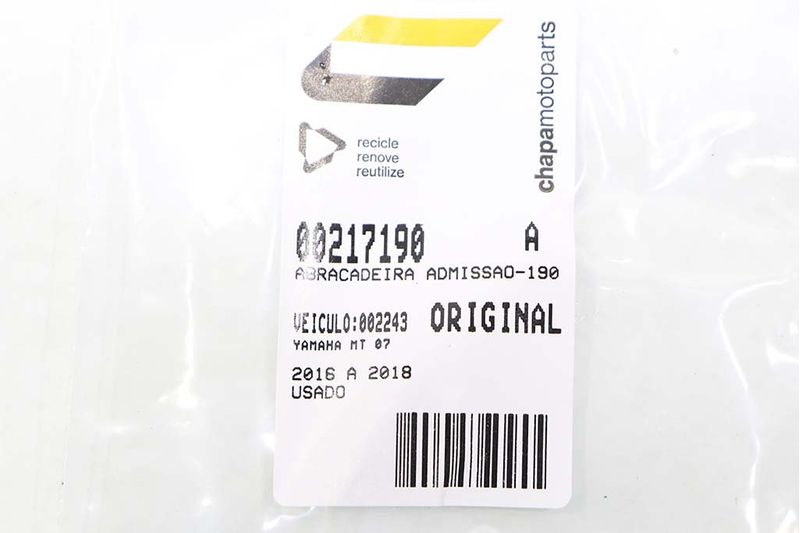 chapamotoparts
recicle
renove
reutilize
00217190 A
ABRACADEIRA ADMISSAO-190
VEICULO:002243 ORIGINAL
YAMAHA MT 07
2016 A 2018
USADO